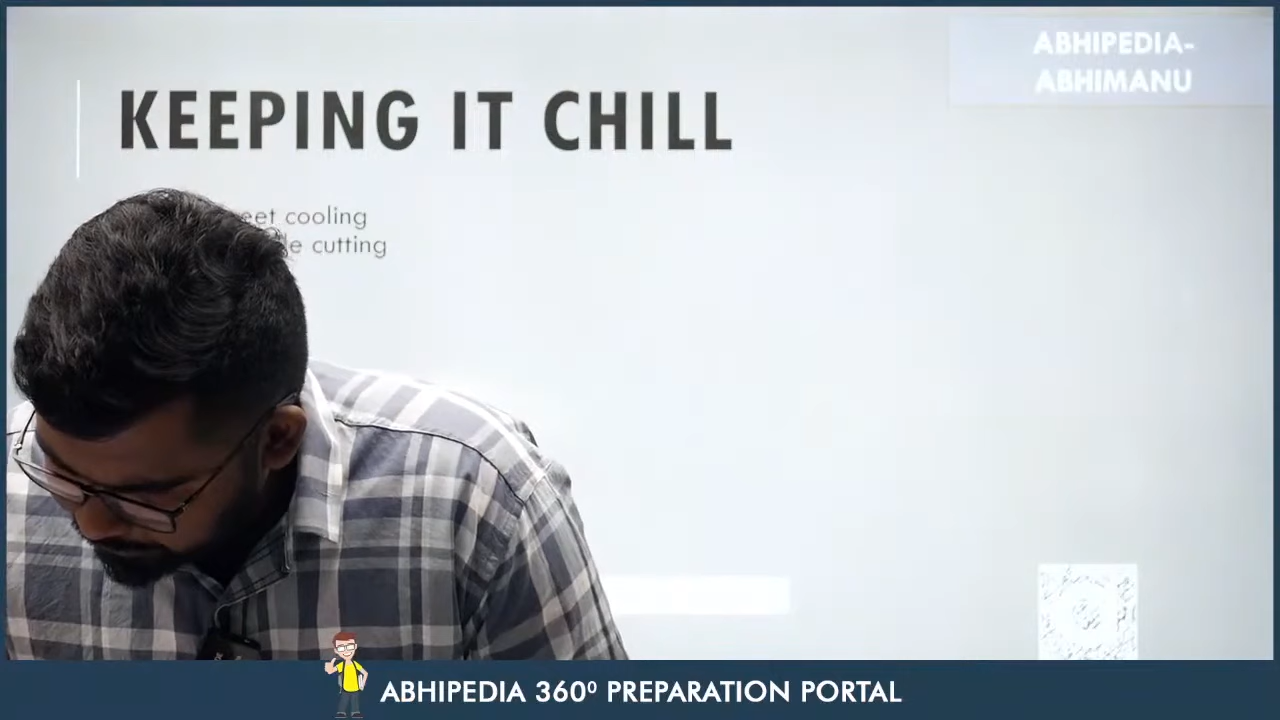 ABHIPEDIA-
ABHIMANU
KEEPING IT CHILL
cooling
cutting
ABHIPEDIA 360⁰ PREPARATION PORTAL